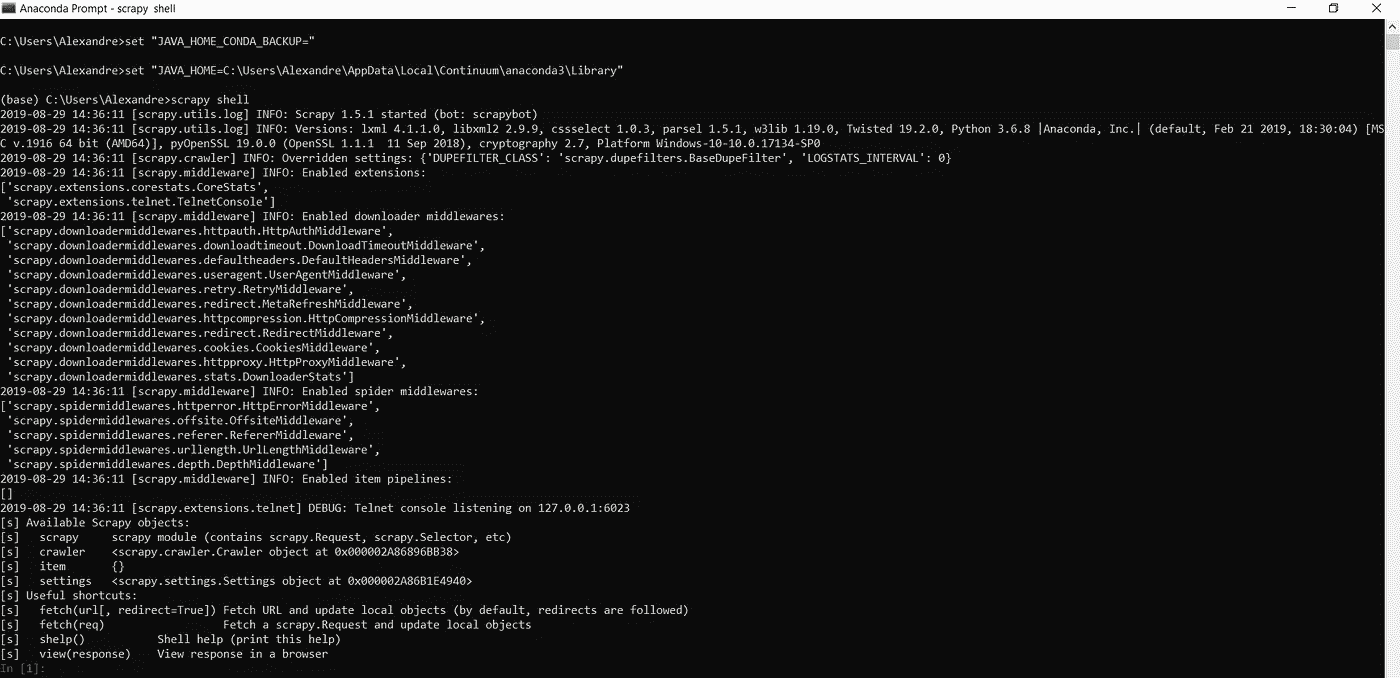 Anaconda Prompt - scrapy  shell
C:\Users\Alexandre>set "JAVA_HOME_CONDA_BACKUP="
C:\Users\Alexandre>set "JAVA_HOME=C:\Users\Alexandre\AppData\Local\Continuum\anaconda3\Library"
(base) C:\Users\Alexandre>scrapy shell
2019-08-29 14:36:11 [scrapy.utils.log] INFO: Scrapy 1.5.1 started (bot: scrapybot)
2019-08-29 14:36:11 [scrapy.utils.log] INFO: Versions: lxml 4.1.1.0, libxml2 2.9.9, cssselect 1.0.3, parsel 1.5.1, w3lib 1.19.0, Twisted 19.2.0, Python 3.6.8 |Anaconda, Inc.| (default, Feb 21 2019, 18:30:04) [MS
C v.1916 64 bit (AMD64)], pyOpenSSL 19.0.0 (OpenSSL 1.1.1  11 Sep 2018), cryptography 2.7, Platform Windows-10-10.0.17134-SP0
2019-08-29 14:36:11 [scrapy.crawler] INFO: Overridden settings: {'DUPEFILTER_CLASS': 'scrapy.dupefilters.BaseDupeFilter', 'LOGSTATS_INTERVAL': 0}
2019-08-29 14:36:11 [scrapy.middleware] INFO: Enabled extensions:
['scrapy.extensions.corestats.CoreStats',
 'scrapy.extensions.telnet.TelnetConsole']
2019-08-29 14:36:11 [scrapy.middleware] INFO: Enabled downloader middlewares:
['scrapy.downloadermiddlewares.httpauth.HttpAuthMiddleware',
 'scrapy.downloadermiddlewares.downloadtimeout.DownloadTimeoutMiddleware',
 'scrapy.downloadermiddlewares.defaultheaders.DefaultHeadersMiddleware',
 'scrapy.downloadermiddlewares.useragent.UserAgentMiddleware',
 'scrapy.downloadermiddlewares.retry.RetryMiddleware',
 'scrapy.downloadermiddlewares.redirect.MetaRefreshMiddleware',
 'scrapy.downloadermiddlewares.httpcompression.HttpCompressionMiddleware',
 'scrapy.downloadermiddlewares.redirect.RedirectMiddleware',
 'scrapy.downloadermiddlewares.cookies.CookiesMiddleware',
 'scrapy.downloadermiddlewares.httpproxy.HttpProxyMiddleware',
 'scrapy.downloadermiddlewares.stats.DownloaderStats']
2019-08-29 14:36:11 [scrapy.middleware] INFO: Enabled spider middlewares:
['scrapy.spidermiddlewares.httperror.HttpErrorMiddleware',
 'scrapy.spidermiddlewares.offsite.OffsiteMiddleware',
 'scrapy.spidermiddlewares.referer.RefererMiddleware',
 'scrapy.spidermiddlewares.urllength.UrlLengthMiddleware',
 'scrapy.spidermiddlewares.depth.DepthMiddleware']
2019-08-29 14:36:11 [scrapy.middleware] INFO: Enabled item pipelines:
[]
2019-08-29 14:36:11 [scrapy.extensions.telnet] DEBUG: Telnet console listening on 127.0.0.1:6023
[s] Available Scrapy objects:
[s]   scrapy     scrapy module (contains scrapy.Request, scrapy.Selector, etc)
[s]   crawler    <scrapy.crawler.Crawler object at 0x000002A86896BB38>
[s]   item       {}
[s]   settings   <scrapy.settings.Settings object at 0x000002A86B1E4940>
[s] Useful shortcuts:
[s]   fetch(url[, redirect=True]) Fetch URL and update local objects (by default, redirects are followed)
[s]   fetch(req)                  Fetch a scrapy.Request and update local objects
[s]   shelp()           Shell help (print this help)
[s]   view(response)    View response in a browser
In [1]: